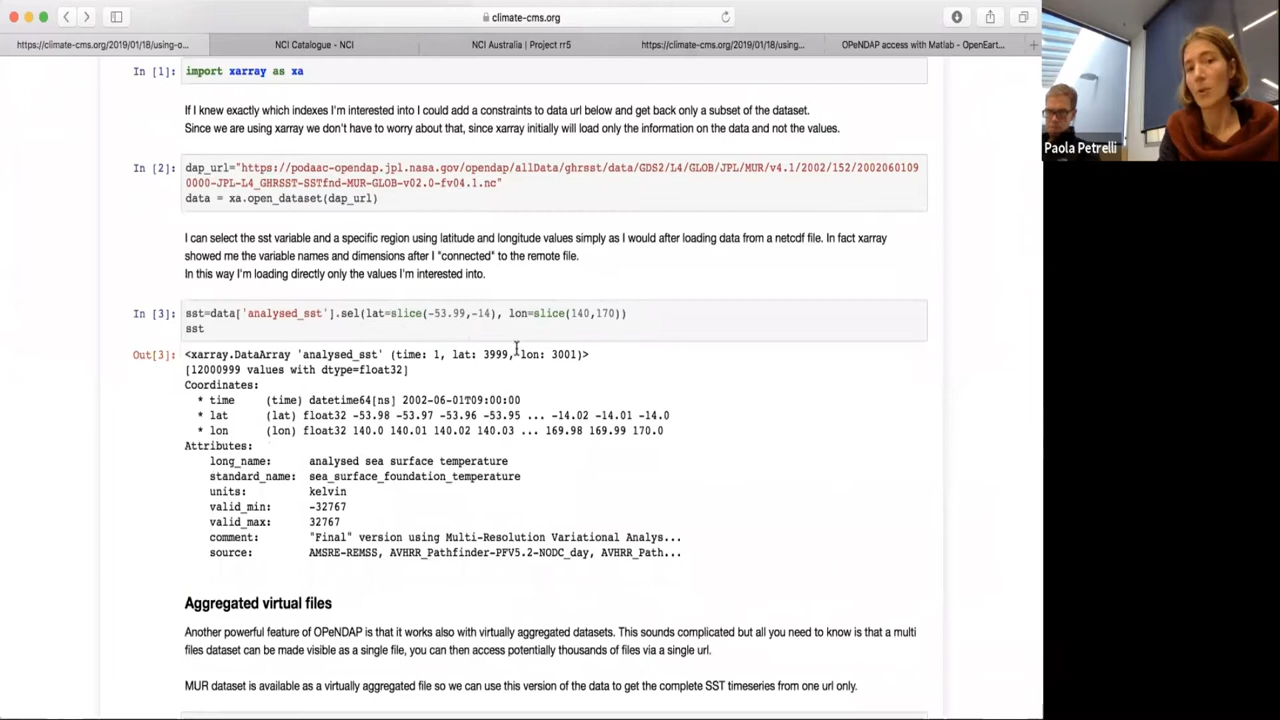 climate-cms.org
https://climate-cms.org/2019/01/18/using-o...
NCI Catalogue - NCI
NCI Australia | Project rr5
https://climate-cms.org/2019/01/18/using-...
OPeNDAP access with Matlab - OpenEart...
In [1]: import xarray as xa
If I knew exactly which indexes I'm interested into I could add a constraints to data url below and get back only a subset of the dataset.
Since we are using xarray we don't have to worry about that, since xarray initially will load only the information on the data and not the values.
In [2]: dap_url="https://podaac-opendap.jpl.nasa.gov/opendap/allData/ghrsst/data/GDS2/L4/GLOB/JPL/MUR/v4.1/2002/152/20020601090
000-JPL-L4_GHRSST-SSTfnd-MUR-GLOB-v02.0-fv04.1.nc"
data = xa.open_dataset(dap_url)
I can select the sst variable and a specific region using latitude and longitude values simply as I would after loading data from a netcdf file. In fact xarray
showed me the variable names and dimensions after I "connected" to the remote file.
In this way I'm loading directly only the values I'm interested into.
In [3]: sst=data['analysed_sst'].sel(lat=slice(-53.99,-14), lon=slice(140,170))
sst
Out[3]: <xarray.DataArray 'analysed_sst' (time: 1, lat: 3999, lon: 3001)>
[12000999 values with dtype=float32]
Coordinates:
* time (time) datetime64[ns] 2002-06-01T09:00:00
* lat (lat) float32 -53.98 -53.97 -53.96 -53.95 ... -14.02 -14.01 -14.0
* lon (lon) float32 140.0 140.01 140.02 140.03 ... 169.98 169.99 170.0
Attributes:
long_name: analysed sea surface temperature
standard_name: sea_surface_foundation_temperature
units: kelvin
valid_min: -32767
valid_max: 32767
comment: "Final" version using Multi-Resolution Variational Analys...
source: AMSRE-REMSS, AVHRR_Pathfinder-PFV5.2-NODC_day, AVHRR_Path...
Aggregated virtual files
Another powerful feature of OPeNDAP is that it works also with virtually aggregated datasets. This sounds complicated but all you need to know is that a multi
files dataset can be made visible as a single file, you can then access potentially thousands of files via a single url.
MUR dataset is available as a virtually aggregated file so we can use this version of the data to get the complete SST timeseries from one url only.
Paola Petrelli